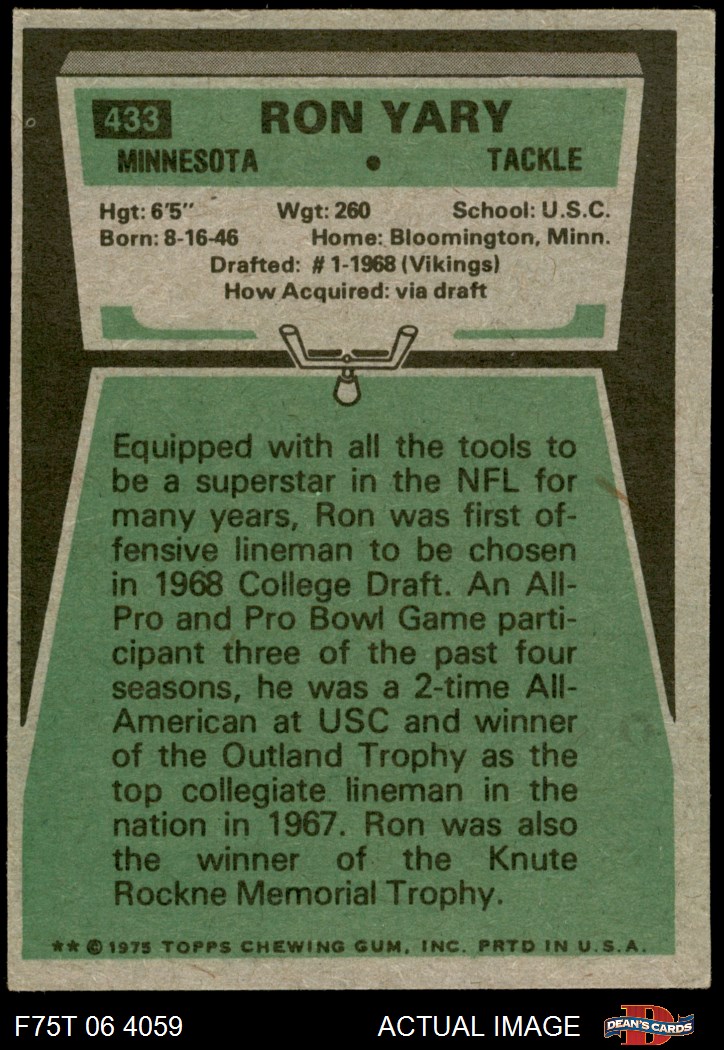 433 RON YARY
MINNESOTA • TACKLE
Hgt: 6'5" Wgt: 260 School: U.S.C.
Born: 8-16-46 Home: Bloomington, Minn.
Drafted: #1-1968 (Vikings)
How Acquired: via draft
Equipped with all the tools to
be a superstar in the NFL for
many years, Ron was first of-
fensive lineman to be chosen
in 1968 College Draft. An All-
Pro and Pro Bowl Game parti-
cipant three of the past four
seasons, he was a 2-time All-
American at USC and winner
of the Outland Trophy as the
top collegiate lineman in the
nation in 1967. Ron was also
the winner of the Knute
Rockne Memorial Trophy.
** © 1975 TOPPS CHEWING GUM, INC. PRTD IN U.S.A.
F75T 06 4059 ACTUAL IMAGE D DEAN'S CARDS